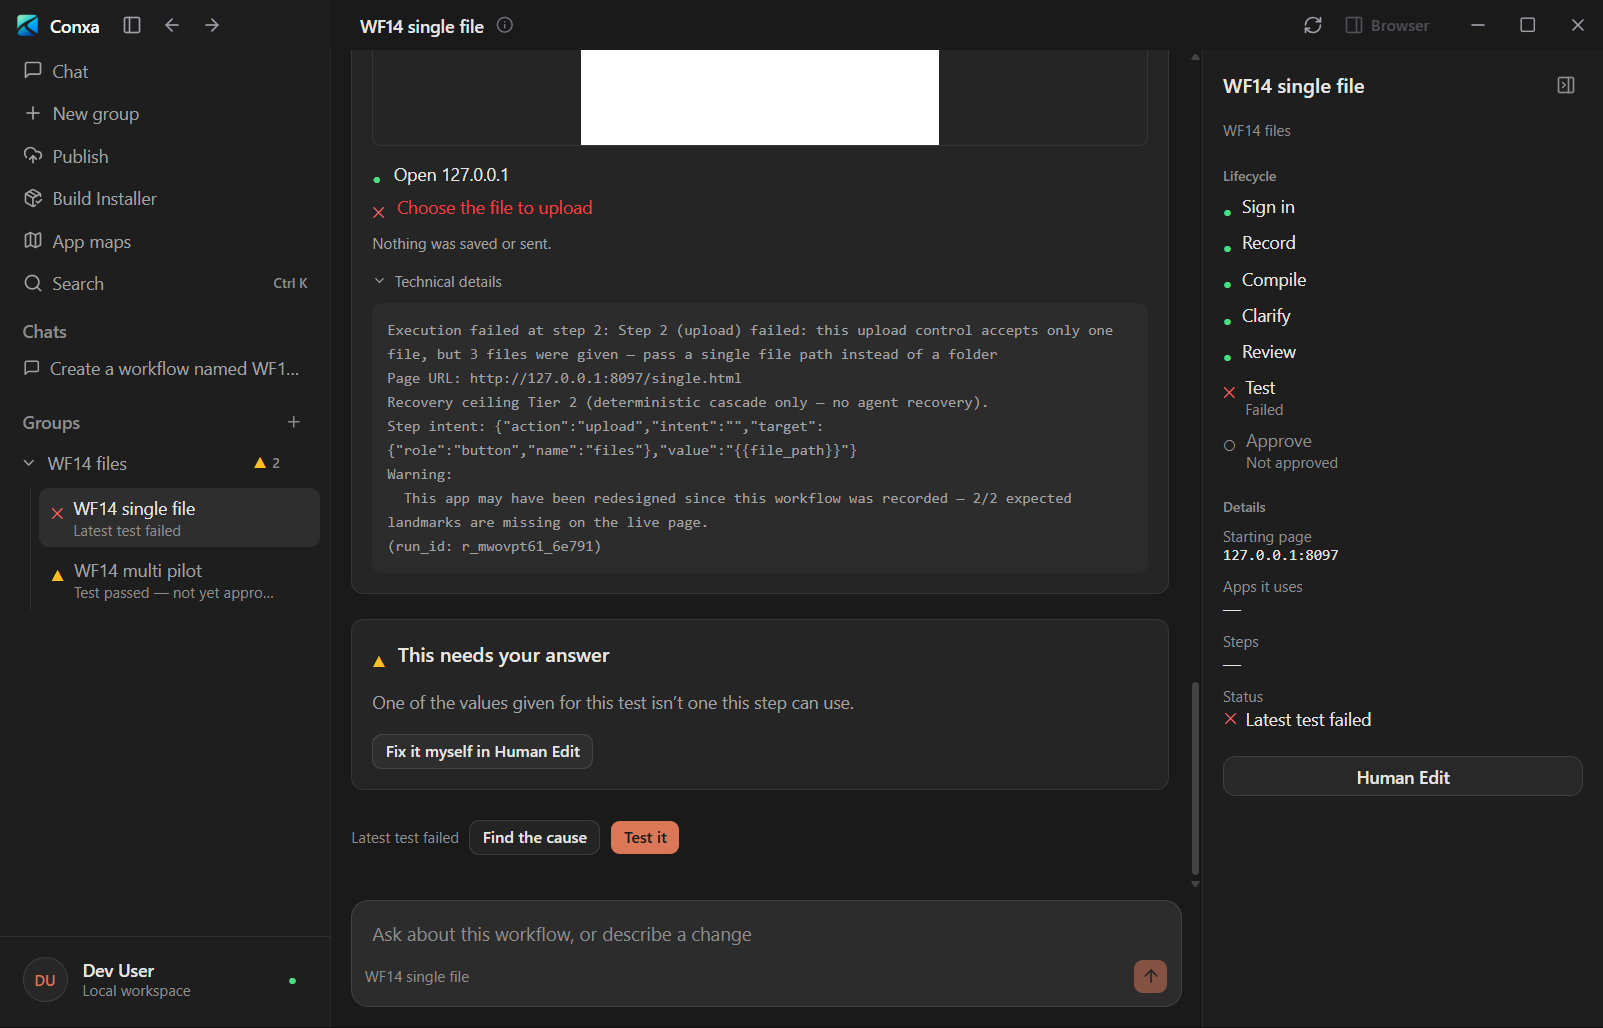 Conxa
Chat
New group
Publish
Build Installer
App maps
Search Ctrl K
Chats
Create a workflow named WF1...
Groups
WF14 files 2
WF14 single file
Latest test failed
WF14 multi pilot
Test passed — not yet appro...
DU
Dev User
Local workspace
WF14 single file
Browser
Open 127.0.0.1
Choose the file to upload
Nothing was saved or sent.
Technical details
Execution failed at step 2: Step 2 (upload) failed: this upload control accepts only one
file, but 3 files were given — pass a single file path instead of a folder
Page URL: http://127.0.0.1:8097/single.html
Recovery ceiling Tier 2 (deterministic cascade only — no agent recovery).
Step intent: {"action":"upload","intent":"","target":
{"role":"button","name":"files"},"value":"{{file_path}}"}
Warning:
This app may have been redesigned since this workflow was recorded — 2/2 expected
landmarks are missing on the live page.
(run_id: r_mwovpt61_6e791)
This needs your answer
One of the values given for this test isn’t one this step can use.
Fix it myself in Human Edit
Latest test failed
Find the cause
Test it
Ask about this workflow, or describe a change
WF14 single file
WF14 single file
WF14 files
Lifecycle
Sign in
Record
Compile
Clarify
Review
Test
Failed
Approve
Not approved
Details
Starting page
127.0.0.1:8097
Apps it uses
—
Steps
—
Status
Latest test failed
Human Edit